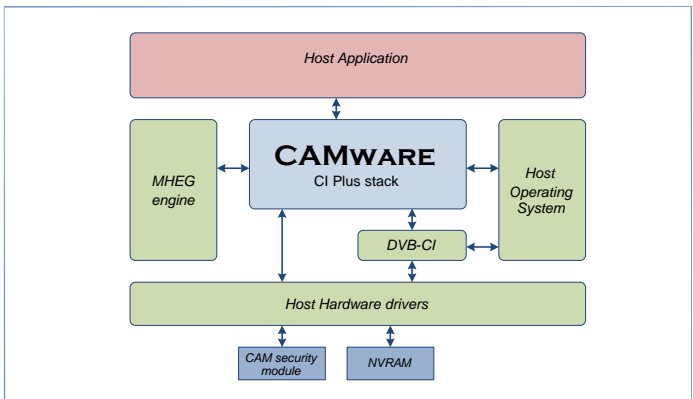 Host Application
CAMWARE
CI Plus stack
MHEG
engine
Host
Operating
System
DVB-CI
Host Hardware drivers
CAM security
module
NVRAM